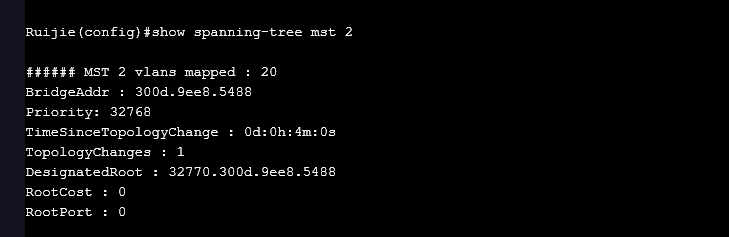 Ruijie(config)#show spanning-tree mst 2
###### MST 2 vlans mapped : 20
BridgeAddr : 300d.9ee8.5488
Priority: 32768
TimeSinceTopologyChange : 0d:0h:4m:0s
TopologyChanges : 1
DesignatedRoot : 32770.300d.9ee8.5488
RootCost : 0
RootPort : 0